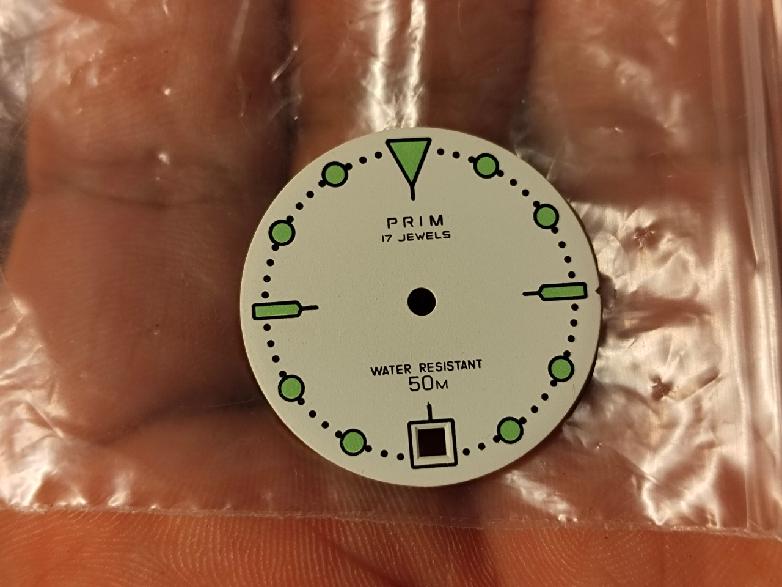 PRIM
17 JEWELS
WATER RESISTANT
50M